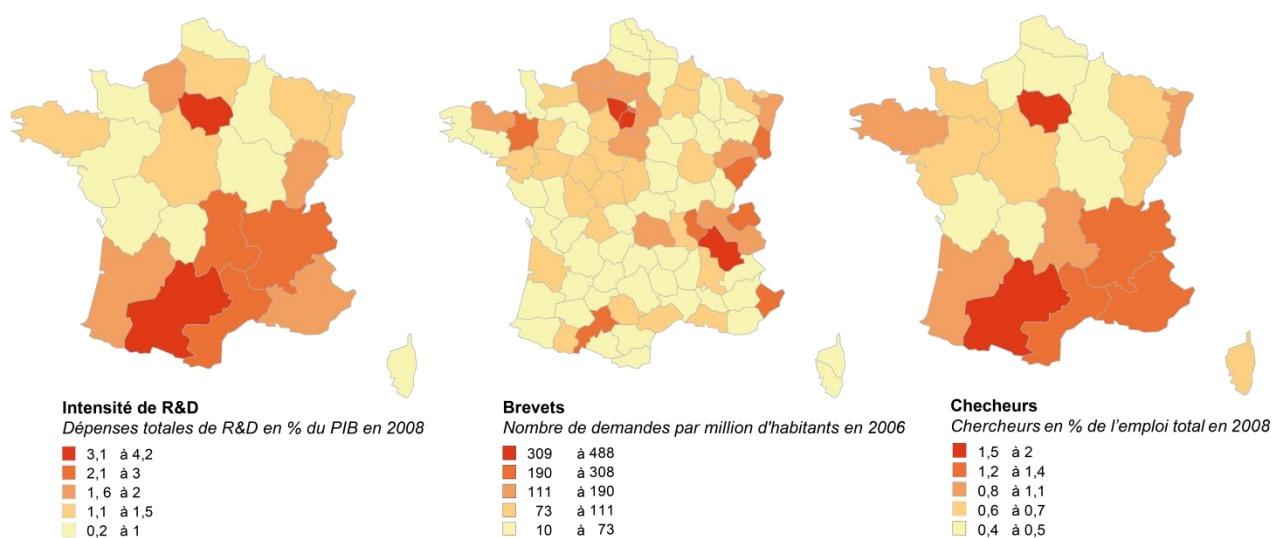 Intensité de R&D
Dépenses totales de R&D en % du PIB en 2008
3,1 à 4,2
2,1 à 3
1, 6 à 2
1,1 à 1,5
0,2 à 1
Brevets
Nombre de demandes par million d'habitants en 2006
309 à 488
190 à 308
111 à 190
73 à 111
10 à 73
Checheurs
Chercheurs en % de l'emploi total en 2008
1,5 à 2
1,2 à 1,4
0,8 à 1,1
0,6 à 0,7
0,4 à 0,5